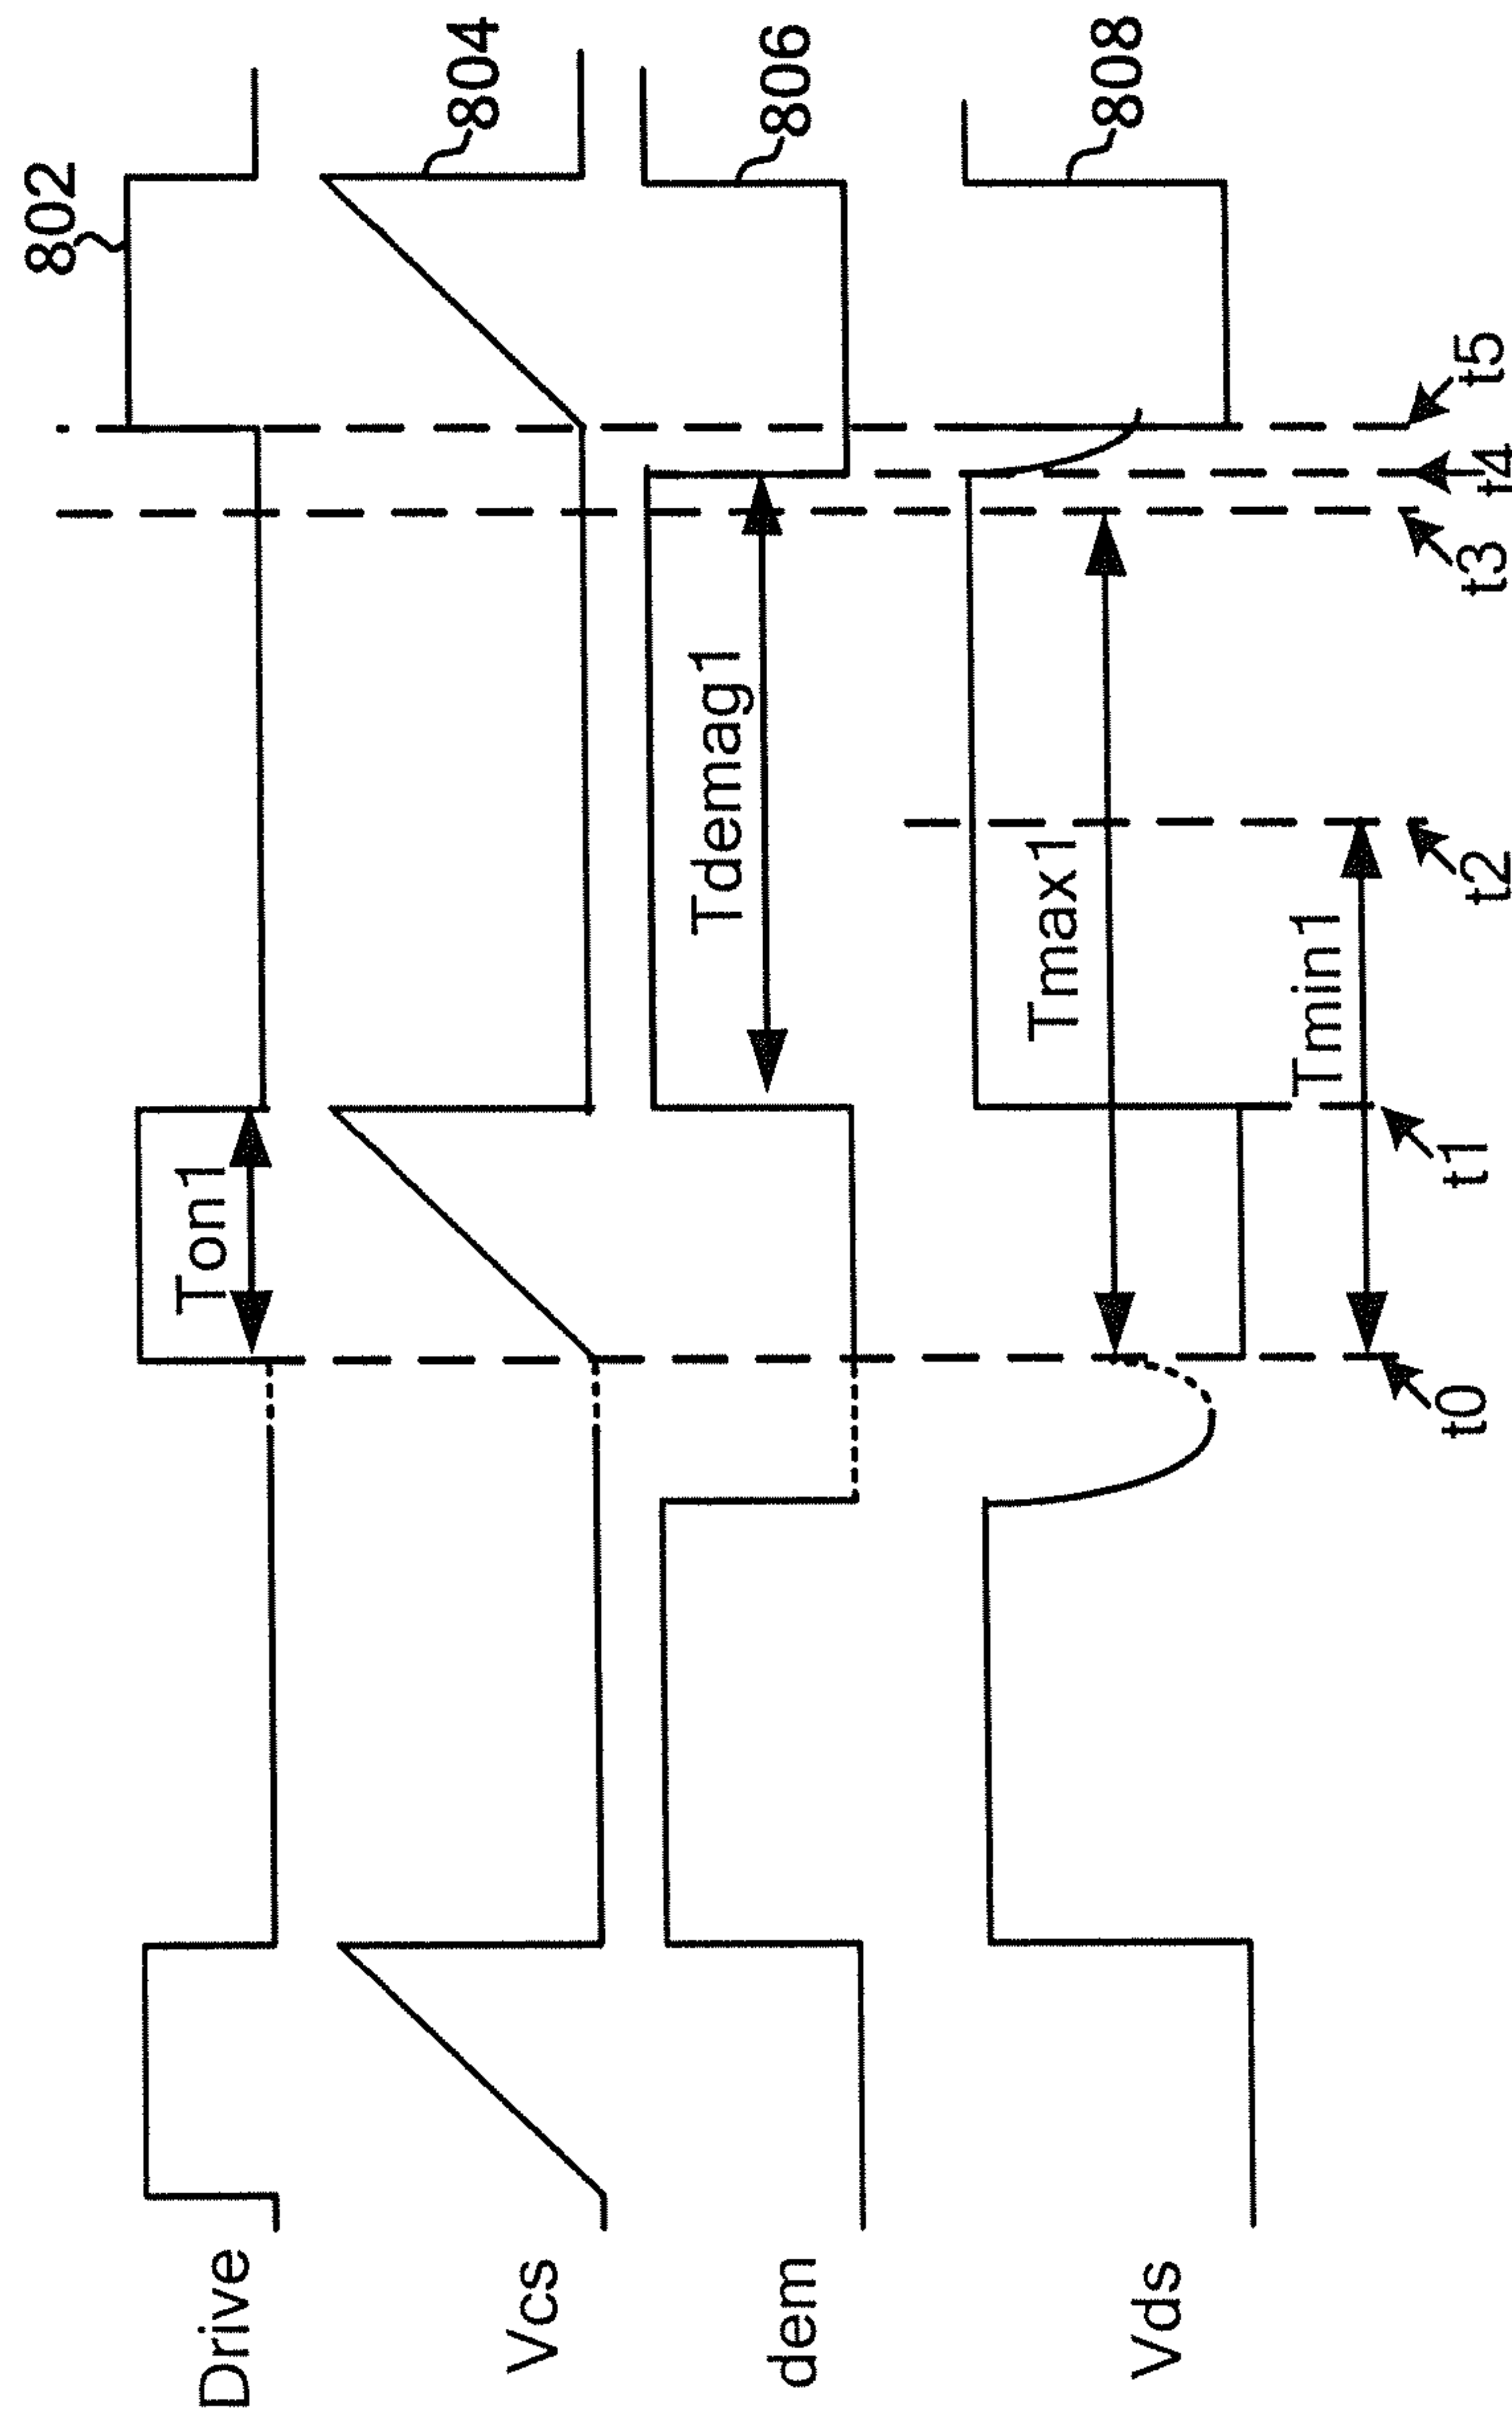 802
804
806
808
Drive
Ton1
Vcs
dem
Tdemag1
Vds
Tmax1
Tmin1
t0
t1
t2
t3
t4
t5